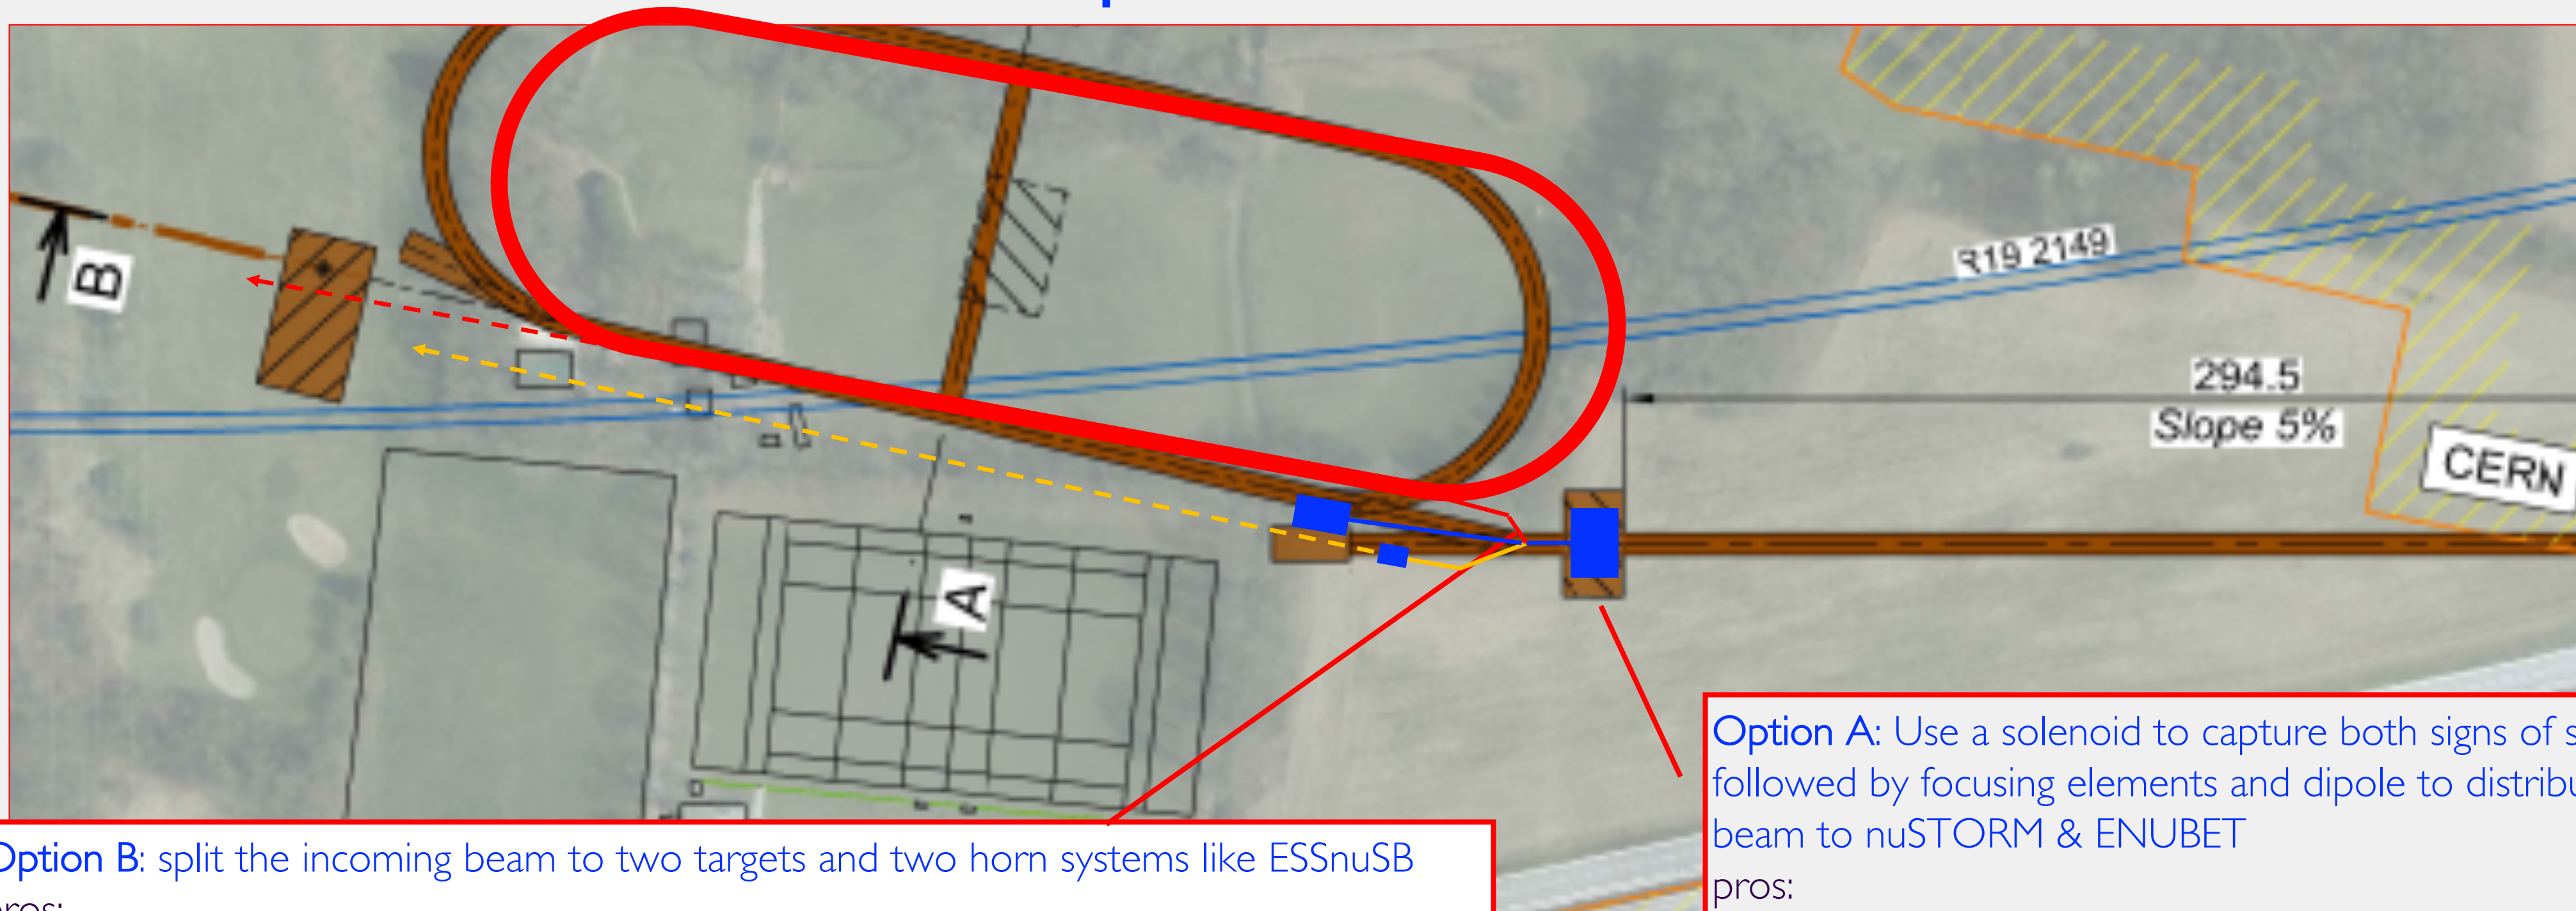 B
R19 2149
294.5
Slope 5%
CERN
A
Option A: Use a solenoid to capture both signs of
followed by focusing elements and dipole to
beam to nuSTORM & ENUBET
pros:
Option B: split the incoming beam to two targets and two horn systems like ESSnuSB
pros: